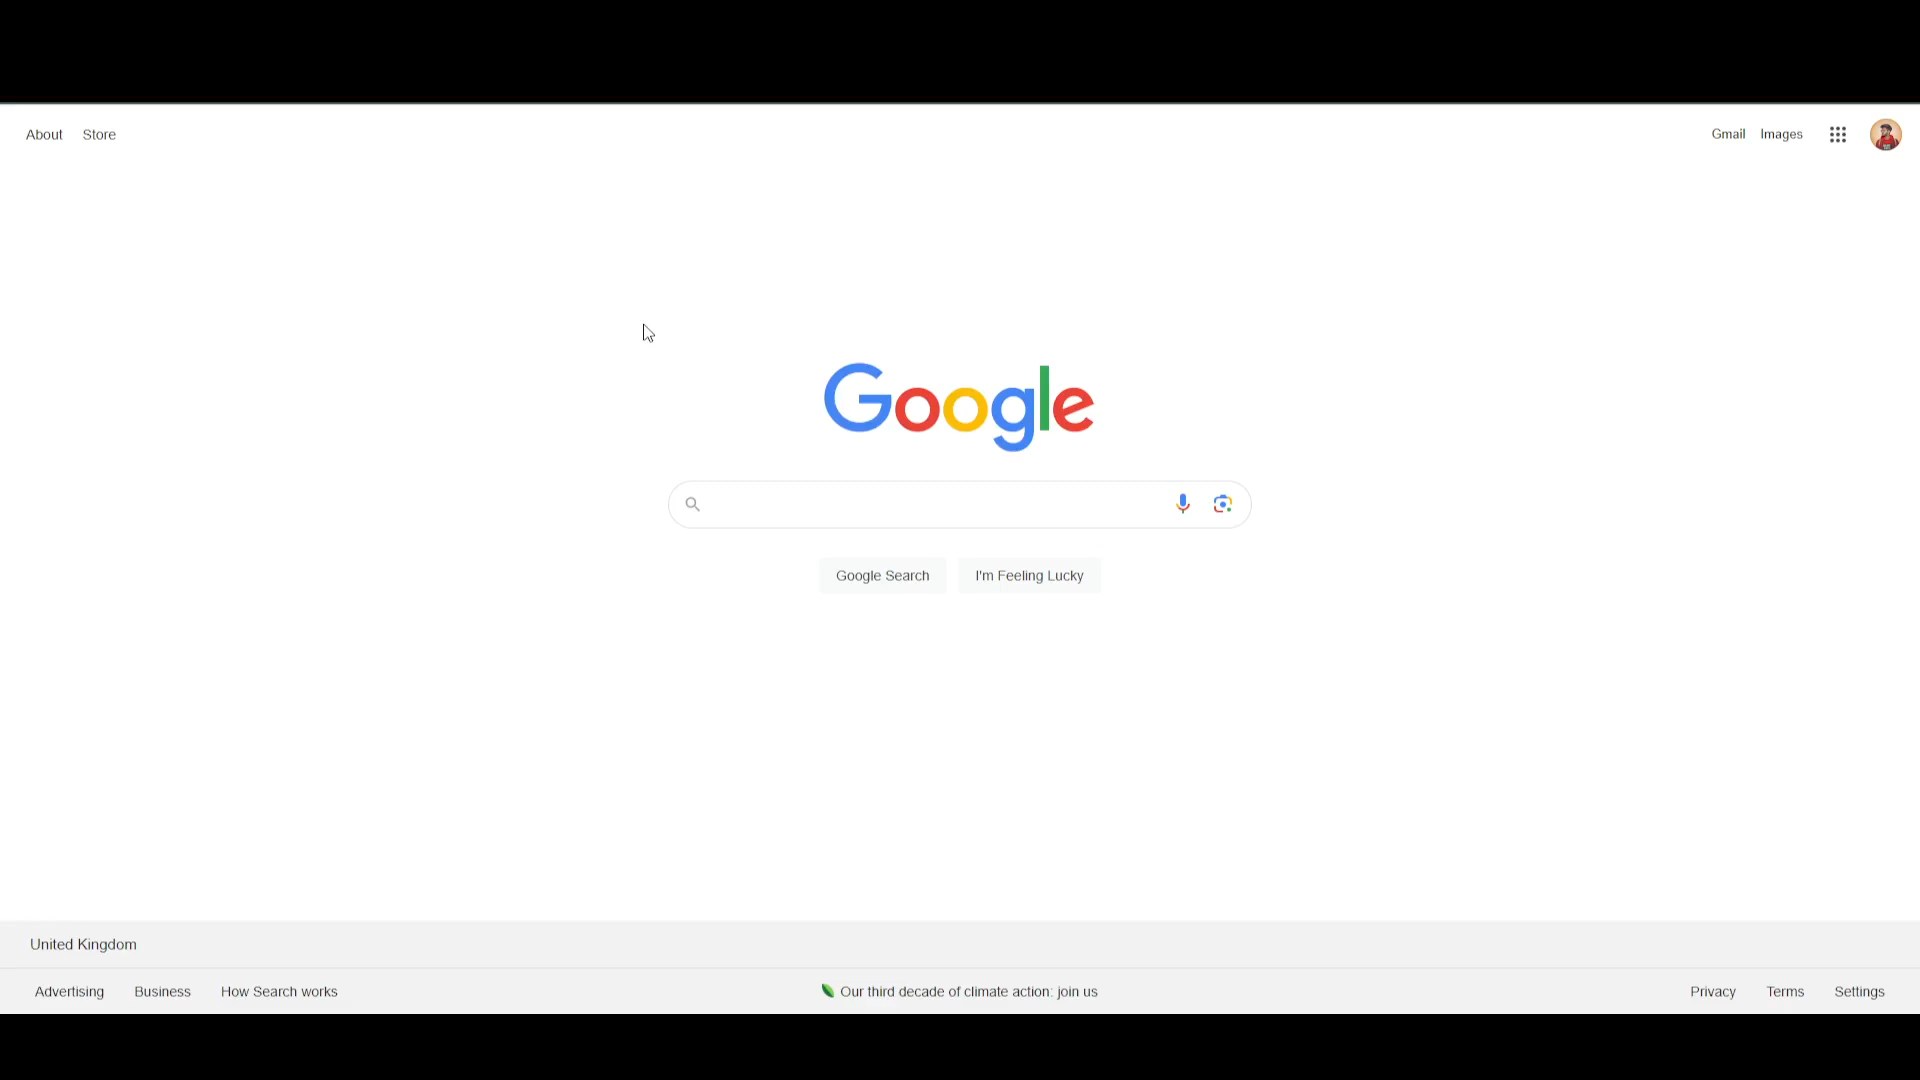 About Store
Gmail Images
Google
Google Search I'm Feeling Lucky
United Kingdom
Advertising Business How Search works
Our third decade of climate action: join us
Privacy Terms Settings